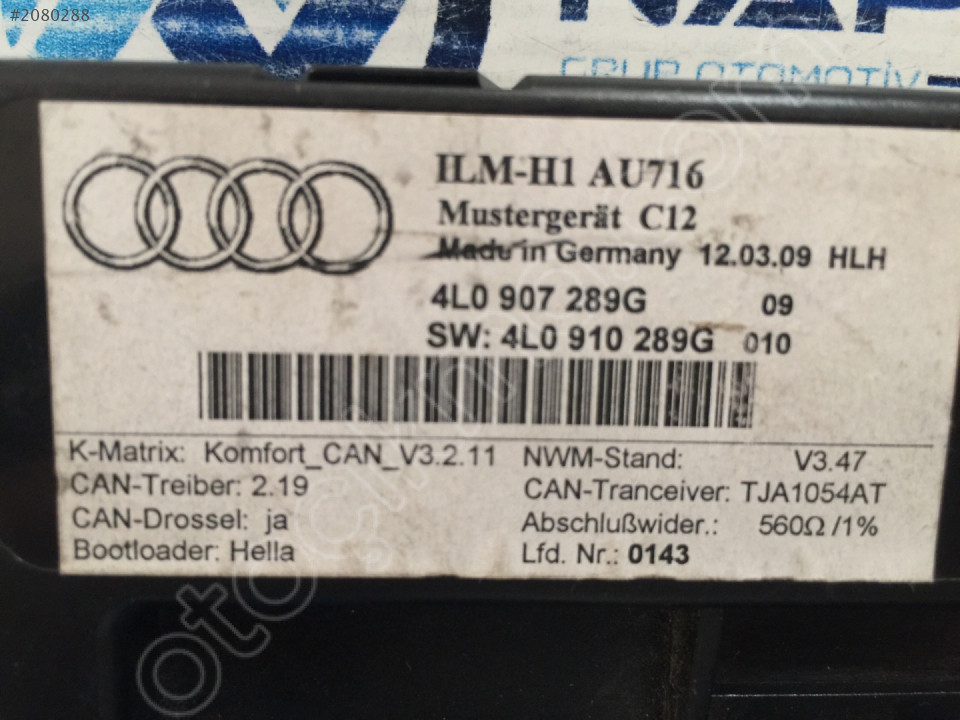 #2080288
GRUP OTOMOTİV
ILM-H1 AU716
Mustergerät C12
Made in Germany 12.03.09 HLH
4L0 907 289G 09
SW: 4L0 910 289G 010
K-Matrix: Komfort_CAN_V3.2.11 NWM-Stand: V3.47
CAN-Treiber: 2.19 CAN-Tranceiver: TJA1054AT
CAN-Drossel: ja Abschlußwider.: 560Ω/1%
Bootloader: Hella Lfd. Nr.: 0143